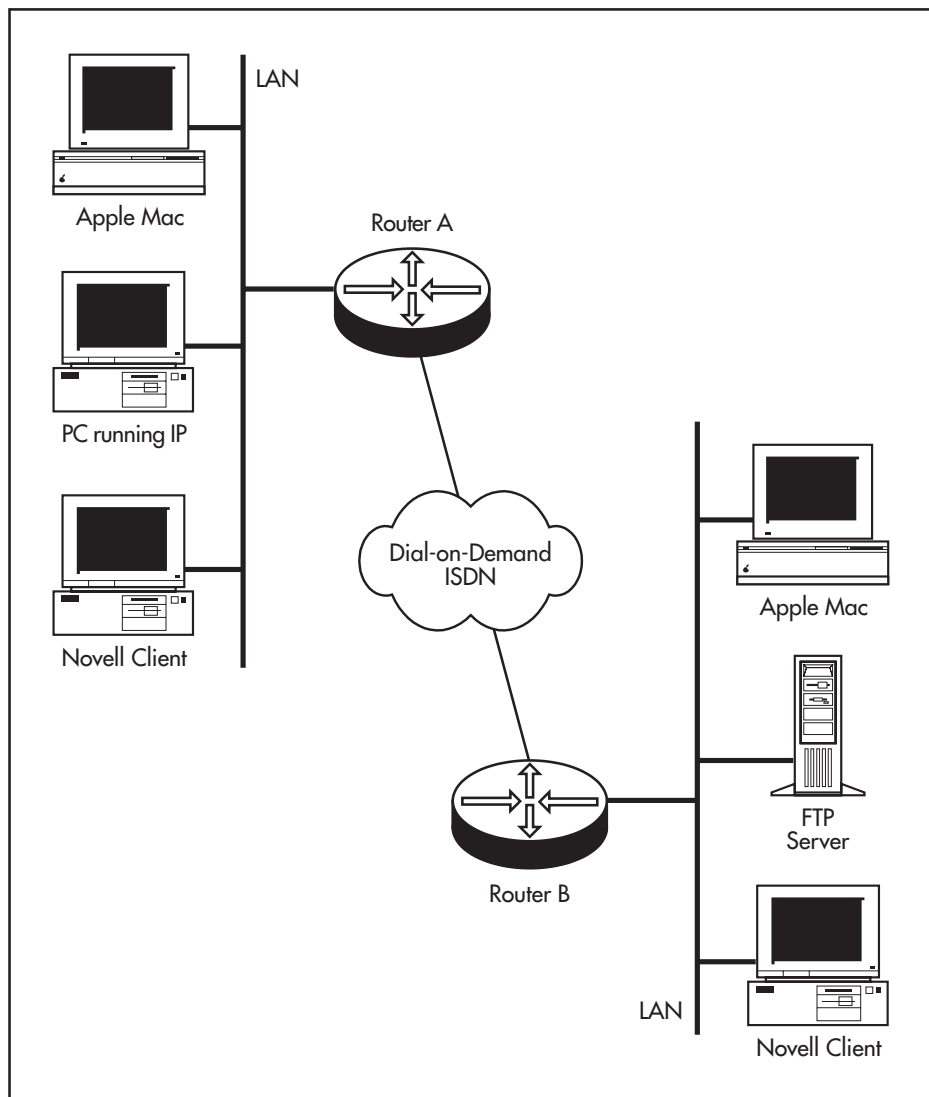 LAN
Apple Mac
Router A
PC running IP
Novell Client
Dial-on-Demand
ISDN
Apple Mac
FTP
Server
Router B
LAN
Novell Client